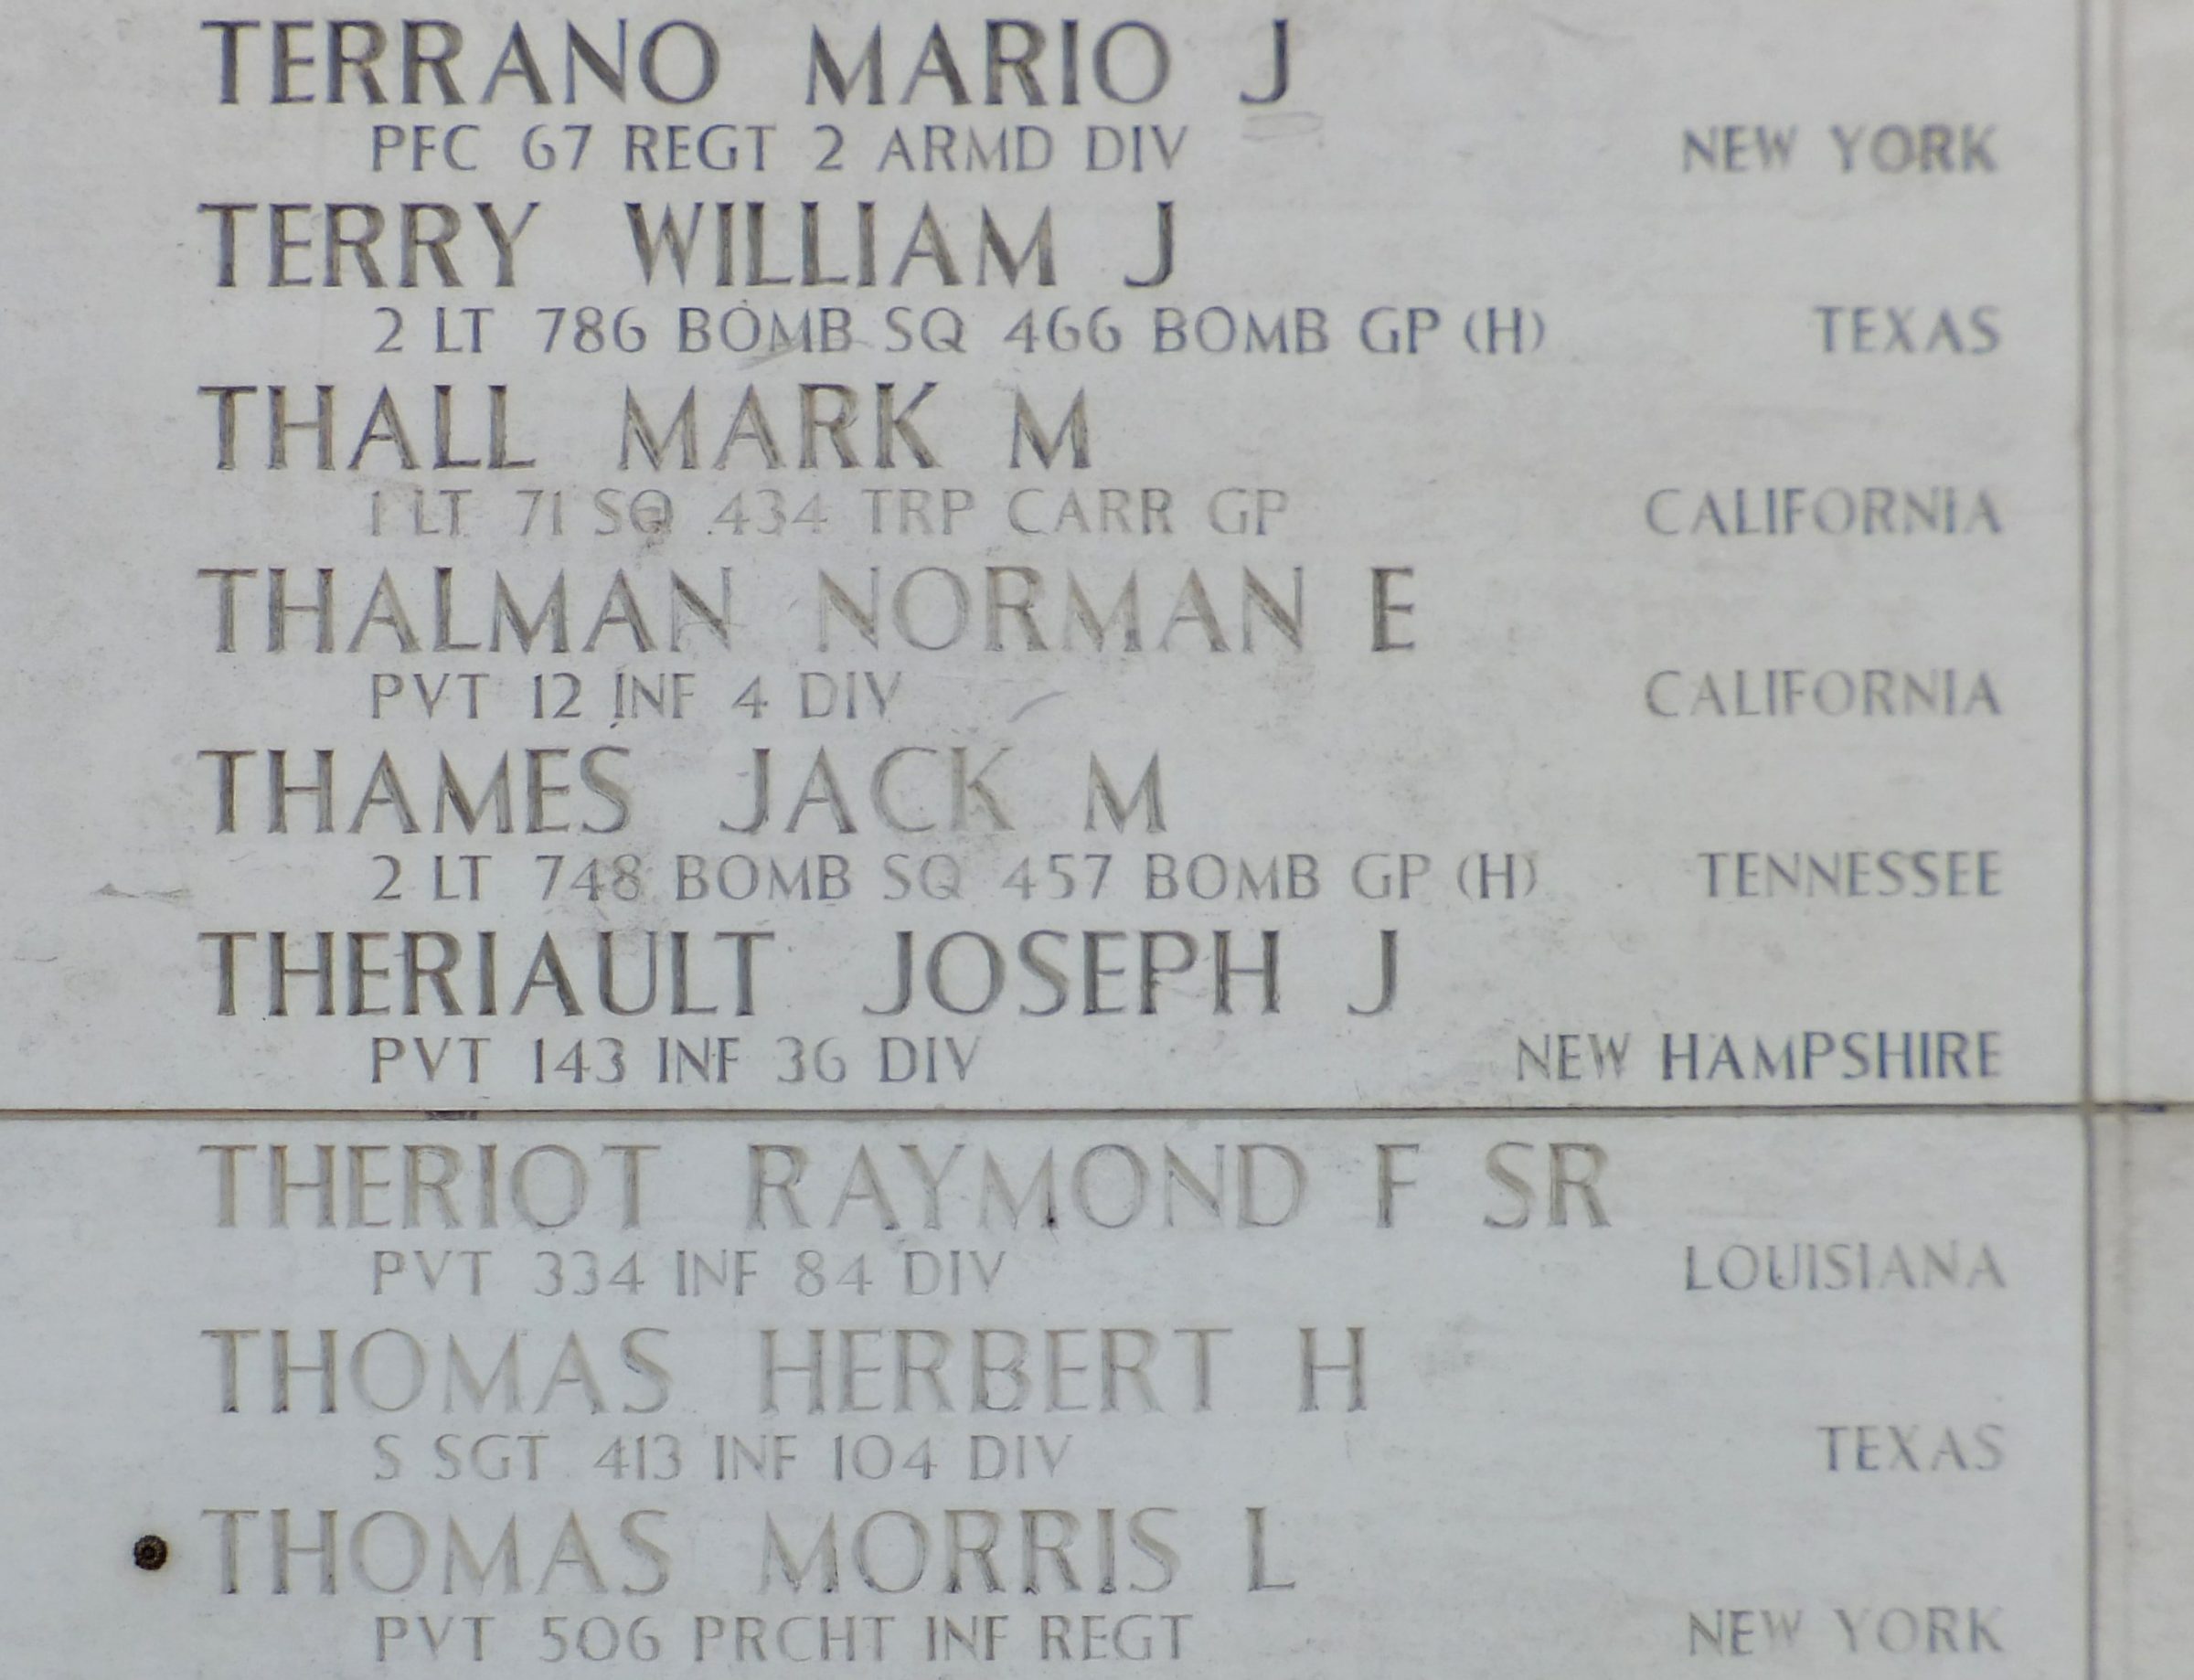 TERRANO MARIO J
PFC 67 REGT 2 ARMD DIV NEW YORK
TERRY WILLIAM J
2 LT 786 BOMB SQ 466 BOMB GP (H) TEXAS
THALL MARK M
1 LT 71 SQ 434 TRP CARR GP CALIFORNIA
THALMAN NORMAN E
PVT 12 INF 4 DIV CALIFORNIA
THAMES JACK M
2 LT 748 BOMB SQ 457 BOMB GP (H) TENNESSEE
THERIAULT JOSEPH J
PVT 143 INF 36 DIV NEW HAMPSHIRE
THERIOT RAYMOND F SR
PVT 334 INF 84 DIV LOUISIANA
THOMAS HERBERT H
S SGT 413 INF 104 DIV TEXAS
THOMAS MORRIS L
PVT 506 PRCHT INF REGT NEW YORK